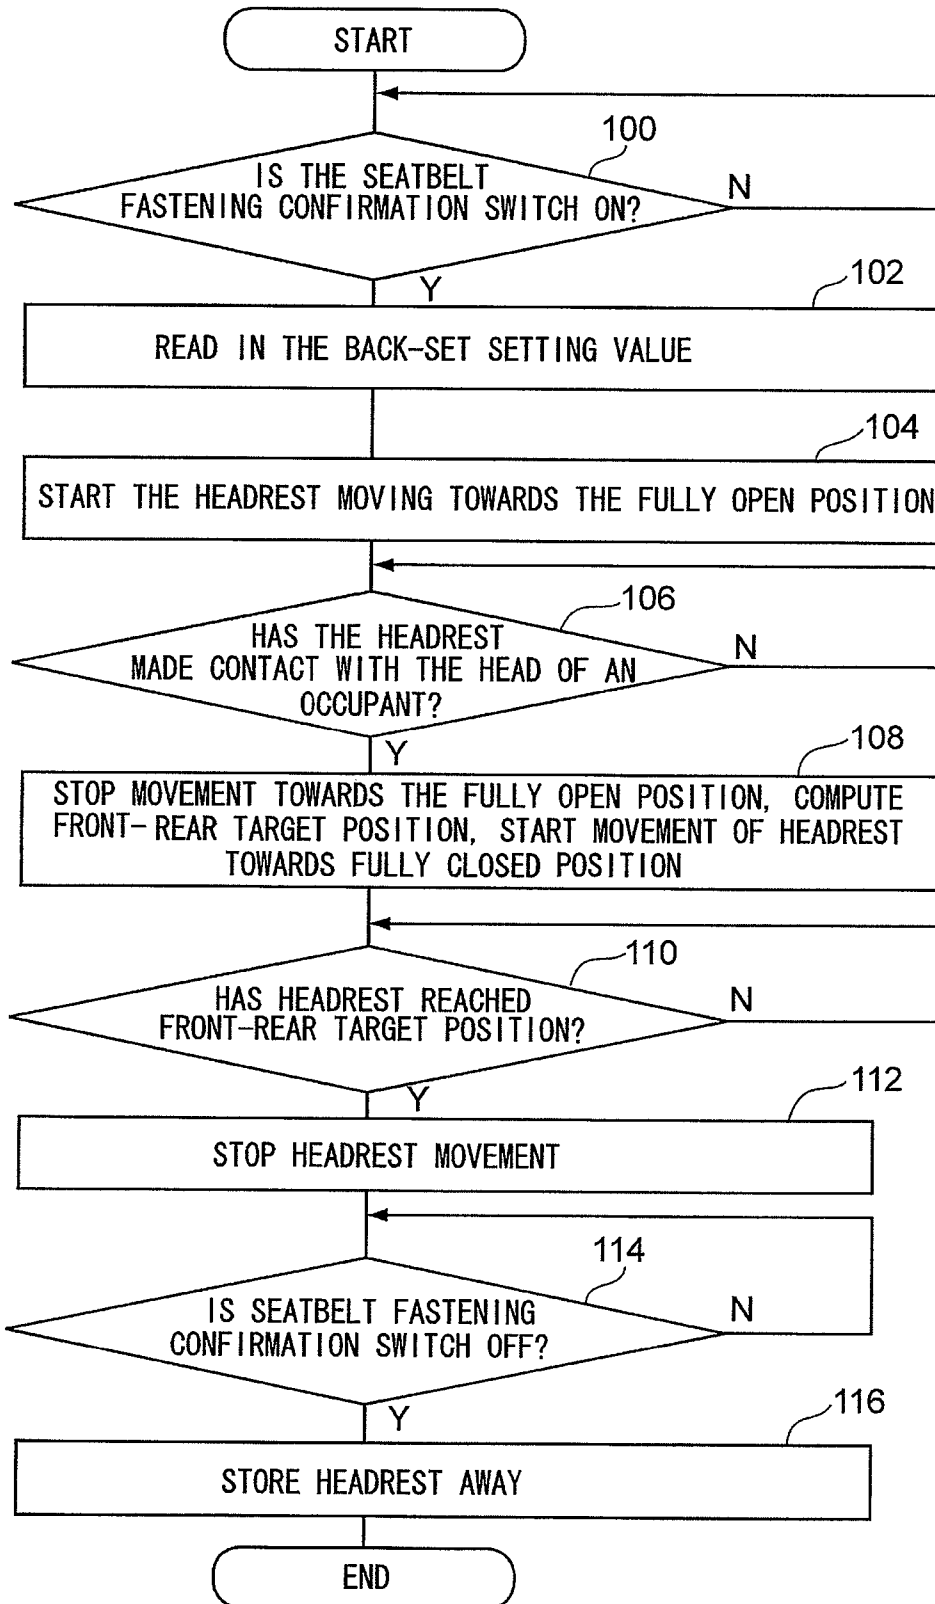 START
100
IS THE SEATBELT
FASTENING CONFIRMATION SWITCH ON?
N
Y
102
READ IN THE BACK-SET SETTING VALUE
104
START THE HEADREST MOVING TOWARDS THE FULLY OPEN POSITION
106
HAS THE HEADREST
MADE CONTACT WITH THE HEAD OF AN
OCCUPANT?
N
Y
108
STOP MOVEMENT TOWARDS THE FULLY OPEN POSITION, COMPUTE
FRONT-REAR TARGET POSITION, START MOVEMENT OF HEADREST
TOWARDS FULLY CLOSED POSITION
110
HAS HEADREST REACHED
FRONT-REAR TARGET POSITION?
N
Y
112
STOP HEADREST MOVEMENT
114
IS SEATBELT FASTENING
CONFIRMATION SWITCH OFF?
N
Y
116
STORE HEADREST AWAY
END